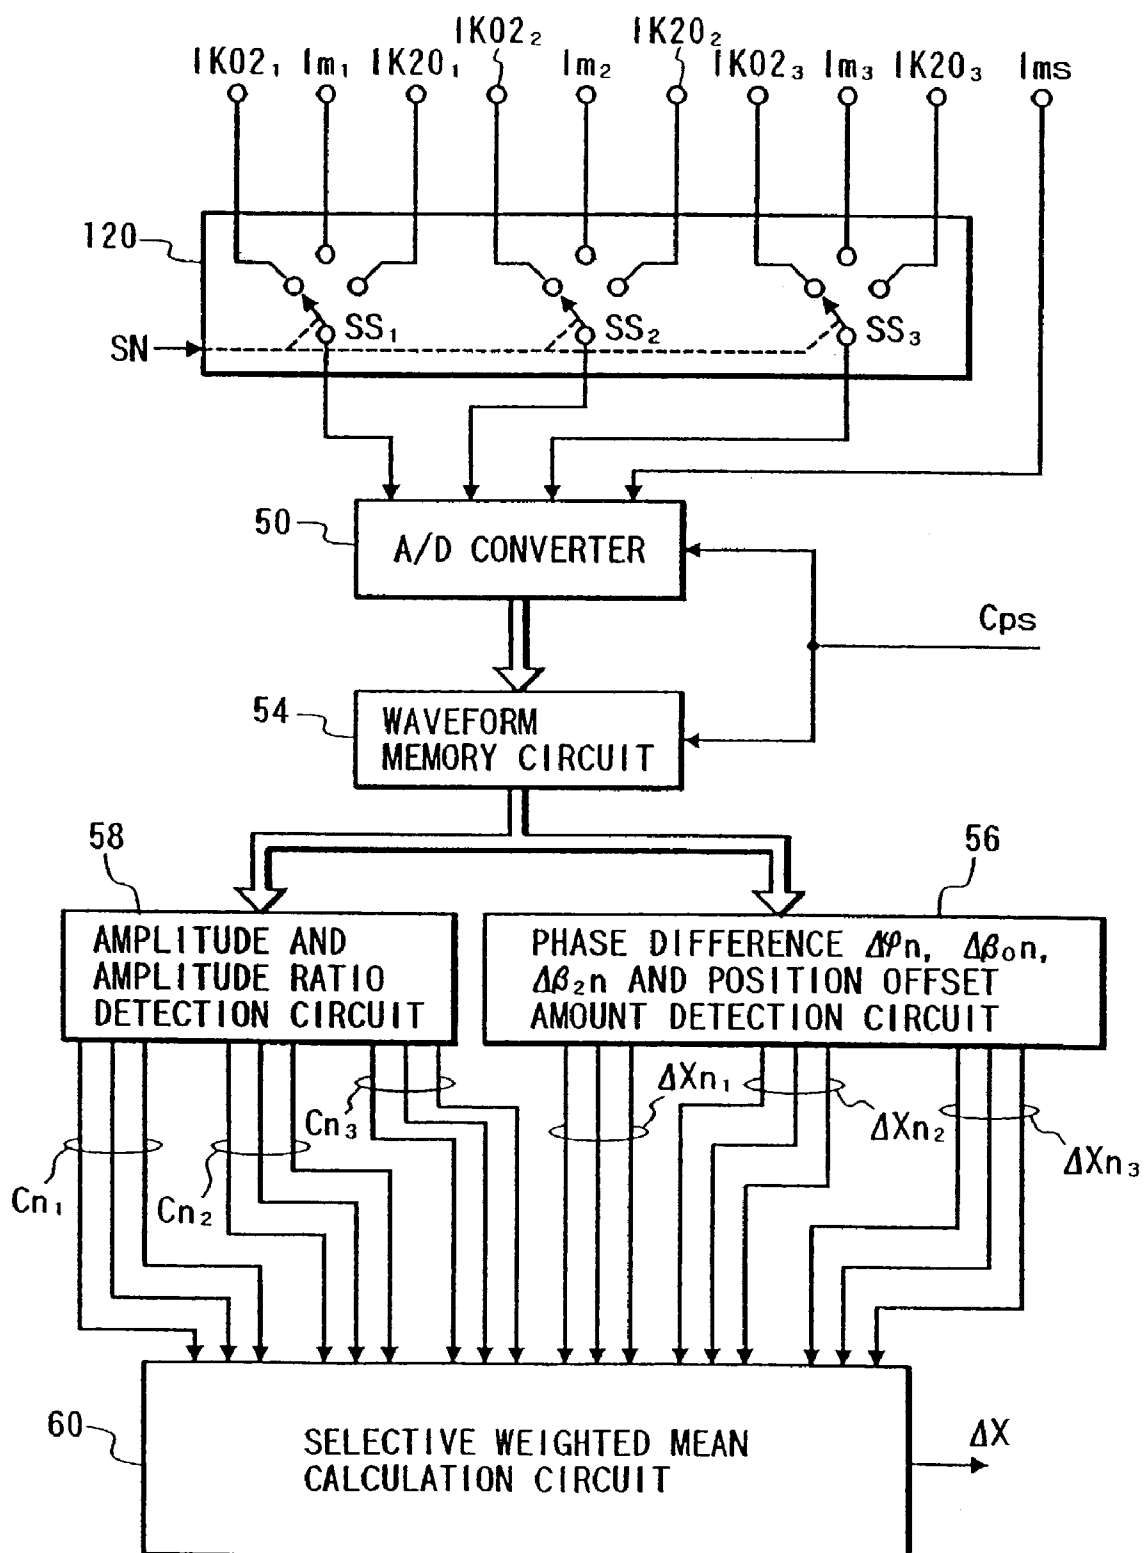 IK02₁ Im₁ IK20₁ IK02₂ Im₂ IK20₂ IK02₃ Im₃ IK20₃ Ims
120
SS₁ SS₂ SS₃
SN
50
A/D CONVERTER
Cps
54
WAVEFORM
MEMORY CIRCUIT
58
AMPLITUDE AND
AMPLITUDE RATIO
DETECTION CIRCUIT
56
PHASE DIFFERENCE Δφn, Δβ₀n,
Δβ₂n AND POSITION OFFSET
AMOUNT DETECTION CIRCUIT
Cn₁
Cn₂
Cn₃
ΔXn₁
ΔXn₂
ΔXn₃
60
SELECTIVE WEIGHTED MEAN
CALCULATION CIRCUIT
ΔX